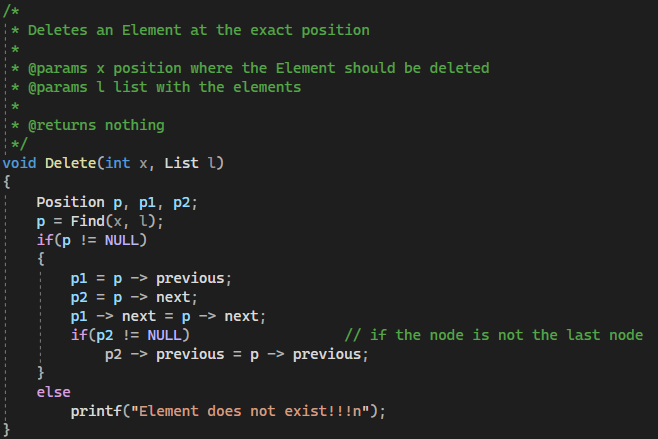 /*
 * Deletes an Element at the exact position
 *
 * @params x position where the Element should be deleted
 * @params l list with the elements
 *
 * @returns nothing
 */
void Delete(int x, List l)
{
    Position p, p1, p2;
    p = Find(x, l);
    if(p != NULL)
    {
        p1 = p -> previous;
        p2 = p -> next;
        p1 -> next = p -> next;
        if(p2 != NULL)                  // if the node is not the last node
            p2 -> previous = p -> previous;
    }
    else
        printf("Element does not exist!!!n");
}